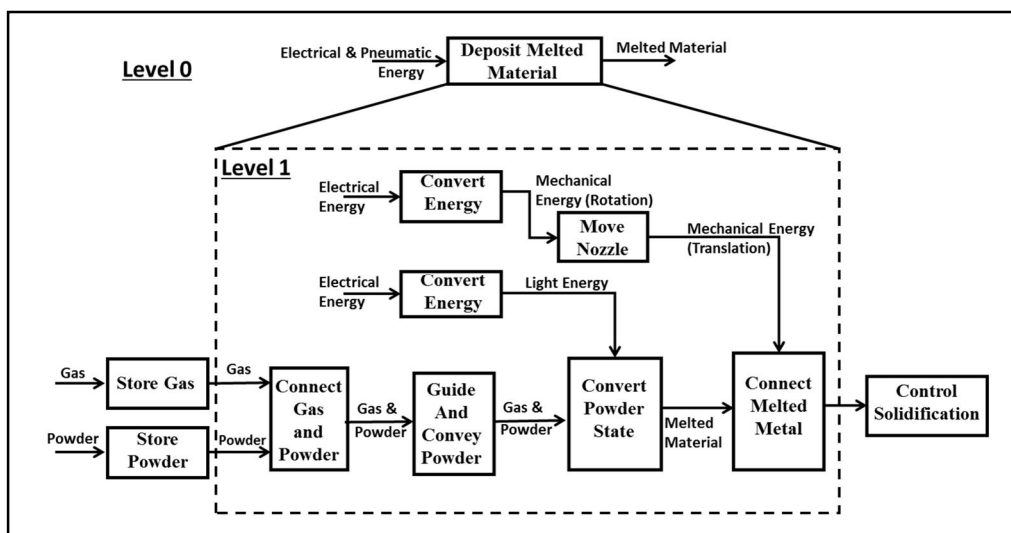 Electrical & Pneumatic
Energy
Deposit Melted
Material
Melted Material
Level 0
Level 1
Electrical
Energy
Convert
Energy
Mechanical
Energy (Rotation)
Move
Nozzle
Mechanical Energy
(Translation)
Electrical
Energy
Convert
Energy
Light Energy
Gas
Store Gas
Gas
Powder
Store
Powder
Powder
Connect
Gas
and
Powder
Gas &
Powder
Guide
And
Convey
Powder
Gas &
Powder
Convert
Powder
State
Melted
Material
Connect
Melted
Metal
Control
Solidification